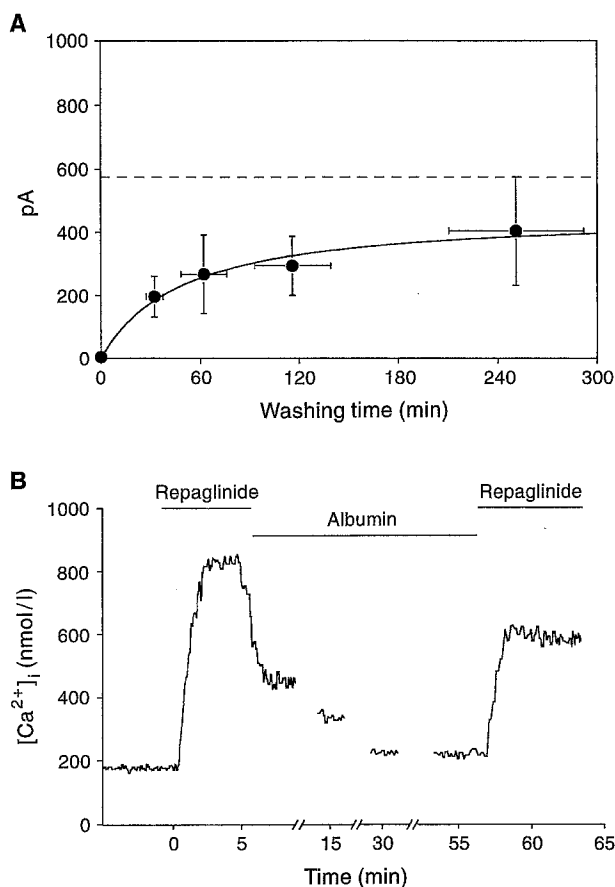 A
1000
800
600
400
200
0
pA
0 60 120 180 240 300
Washing time (min)
B
Repaglinide
Repaglinide
Albumin
1000
800
600
400
200
0
[Ca²⁺]ᵢ (nmol/l)
0 5 15 30 55 60 65
Time (min)